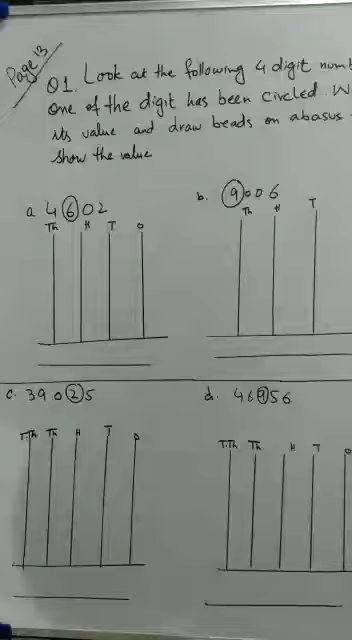 Page 13
Q1. Look at the following 4 digit num
One of the digit has been circled. W
its value and draw beads on abasus
show the value
a 4602
Th H T O
b. 9006
Th H T
c. 39025
T.Th Th H T O
d. 46956
T.Th Th H T O